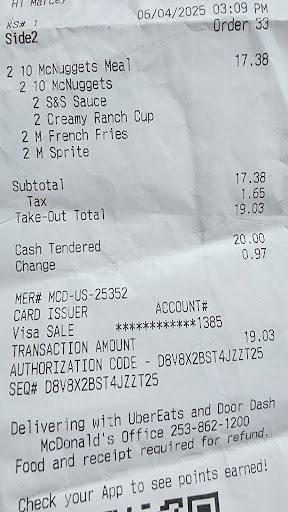 Hi Marcey
06/04/2025 03:09 PM
KS# 1
Side2 Order 33
2 10 McNuggets Meal 17.38
2 10 McNuggets
2 S&S Sauce
2 Creamy Ranch Cup
2 M French Fries
2 M Sprite
Subtotal 17.38
Tax 1.65
Take-Out Total 19.03
Cash Tendered 20.00
Change 0.97
MER# MCD-US-25352
CARD ISSUER ACCOUNT#
Visa SALE ************1385
TRANSACTION AMOUNT 19.03
AUTHORIZATION CODE - D8V8X2BST4JZZT25
SEQ# D8V8X2BST4JZZT25
Delivering with UberEats and Door Dash
McDonald's Office 253-862-1200
Food and receipt required for refund.
Check your App to see points earned!